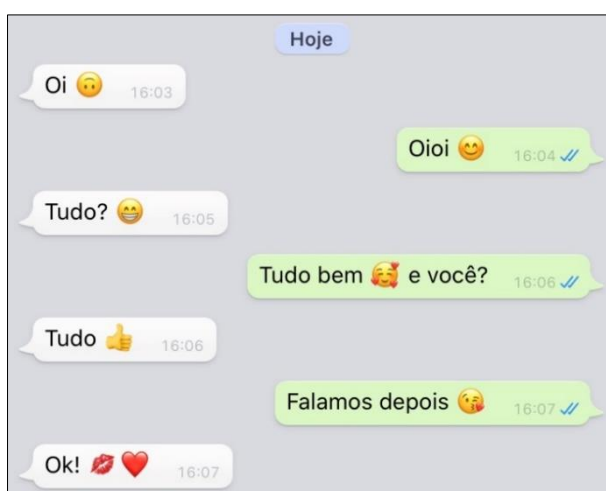 Hoje
Oi 🙃 16:03
Oioi 😊 16:04
Tudo? 😁 16:05
Tudo bem 🥰 e você? 16:06
Tudo 👍 16:06
Falamos depois 😘 16:07
Ok! 💋❤️ 16:07